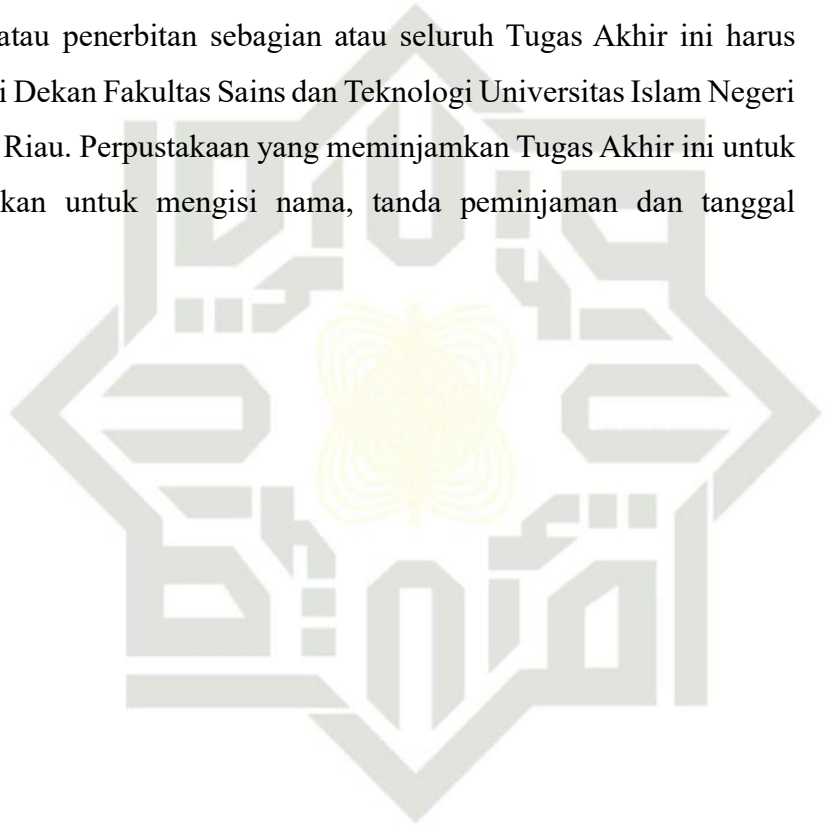 atau penerbitan sebagian atau seluruh Tugas Akhir ini harus
i Dekan Fakultas Sains dan Teknologi Universitas Islam Negeri
Riau. Perpustakaan yang meminjamkan Tugas Akhir ini untuk
kan untuk mengisi nama, tanda peminjaman dan tanggal